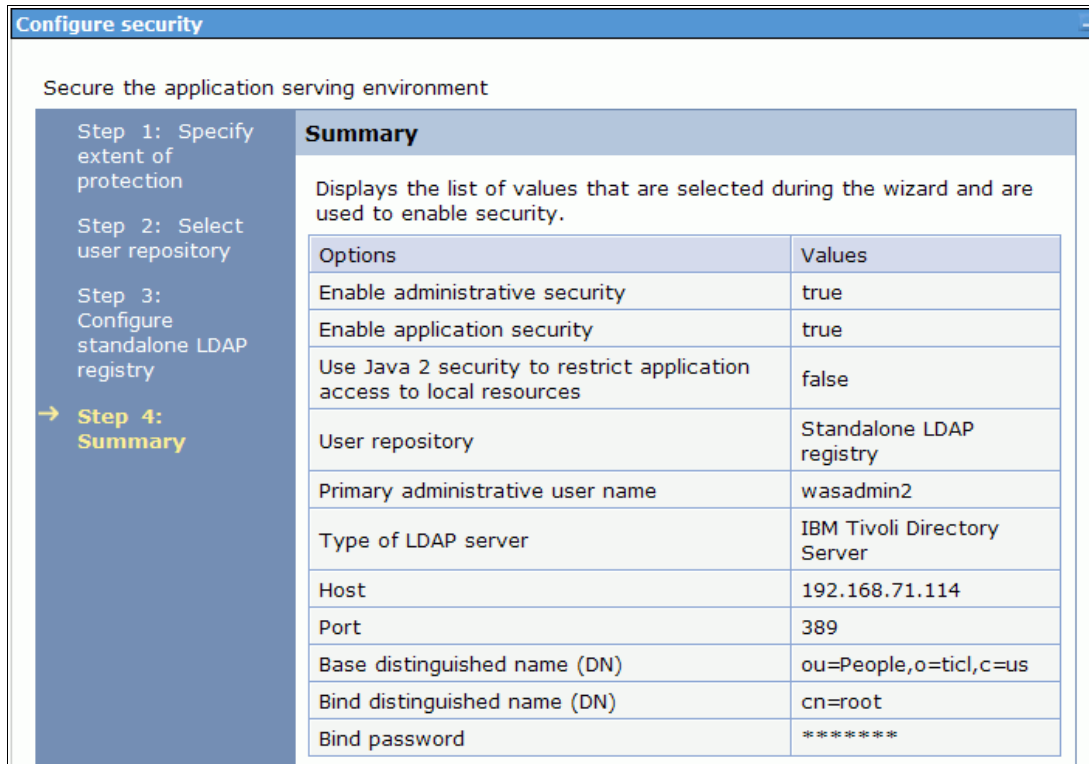 Configure security
Secure the application serving environment
Step 1: Specify
extent of
protection
Step 2: Select
user repository
Step 3:
Configure
standalone LDAP
registry
→ Step 4:
Summary
Summary
Displays the list of values that are selected during the wizard and are
used to enable security.
Options Values
Enable administrative security true
Enable application security true
Use Java 2 security to restrict application
access to local resources false
User repository Standalone LDAP
registry
Primary administrative user name wasadmin2
Type of LDAP server IBM Tivoli Directory
Server
Host 192.168.71.114
Port 389
Base distinguished name (DN) ou=People,o=ticl,c=us
Bind distinguished name (DN) cn=root
Bind password *******